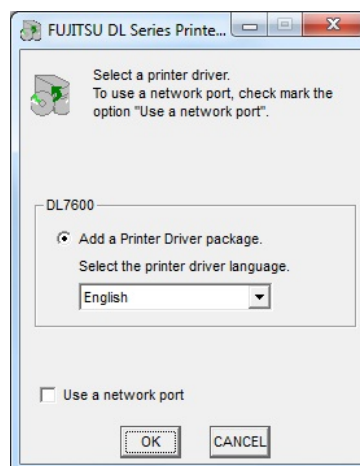 FUJITSU DL Series Printe...
Select a printer driver.
To use a network port, check mark the
option "Use a network port".
DL7600
Add a Printer Driver package.
Select the printer driver language.
English
Use a network port
OK CANCEL